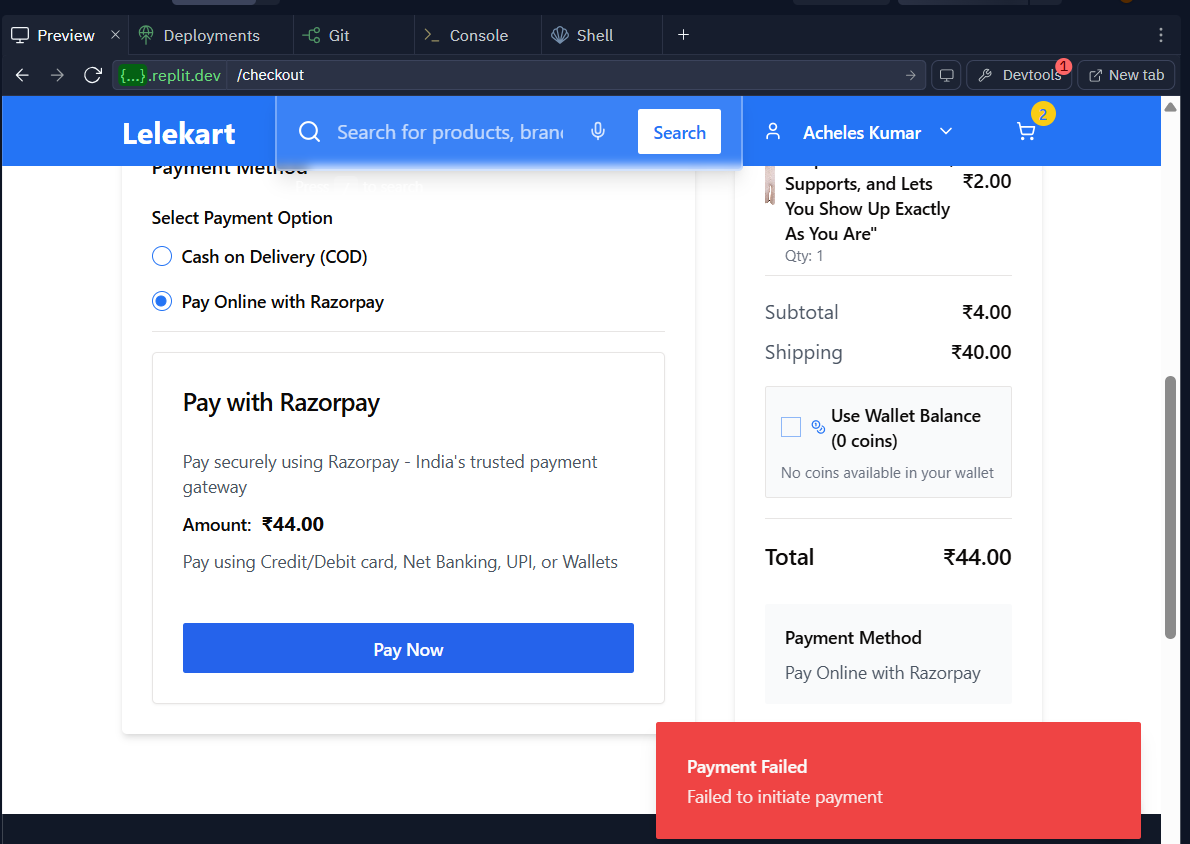 Preview
Deployments
Git
Console
Shell
{...}.replit.dev
/checkout
Devtools
1
New tab
Lelekart
Search for products, bran
Search
Acheles Kumar
2
Payment Method
Select Payment Option
Cash on Delivery (COD)
Pay Online with Razorpay
Pay with Razorpay
Pay securely using Razorpay - India's trusted payment
gateway
Amount: ₹44.00
Pay using Credit/Debit card, Net Banking, UPI, or Wallets
Pay Now
Supports, and Lets
You Show Up Exactly
As You Are"
₹2.00
Qty: 1
Subtotal ₹4.00
Shipping ₹40.00
Use Wallet Balance
(0 coins)
No coins available in your wallet
Total ₹44.00
Payment Method
Pay Online with Razorpay
Payment Failed
Failed to initiate payment